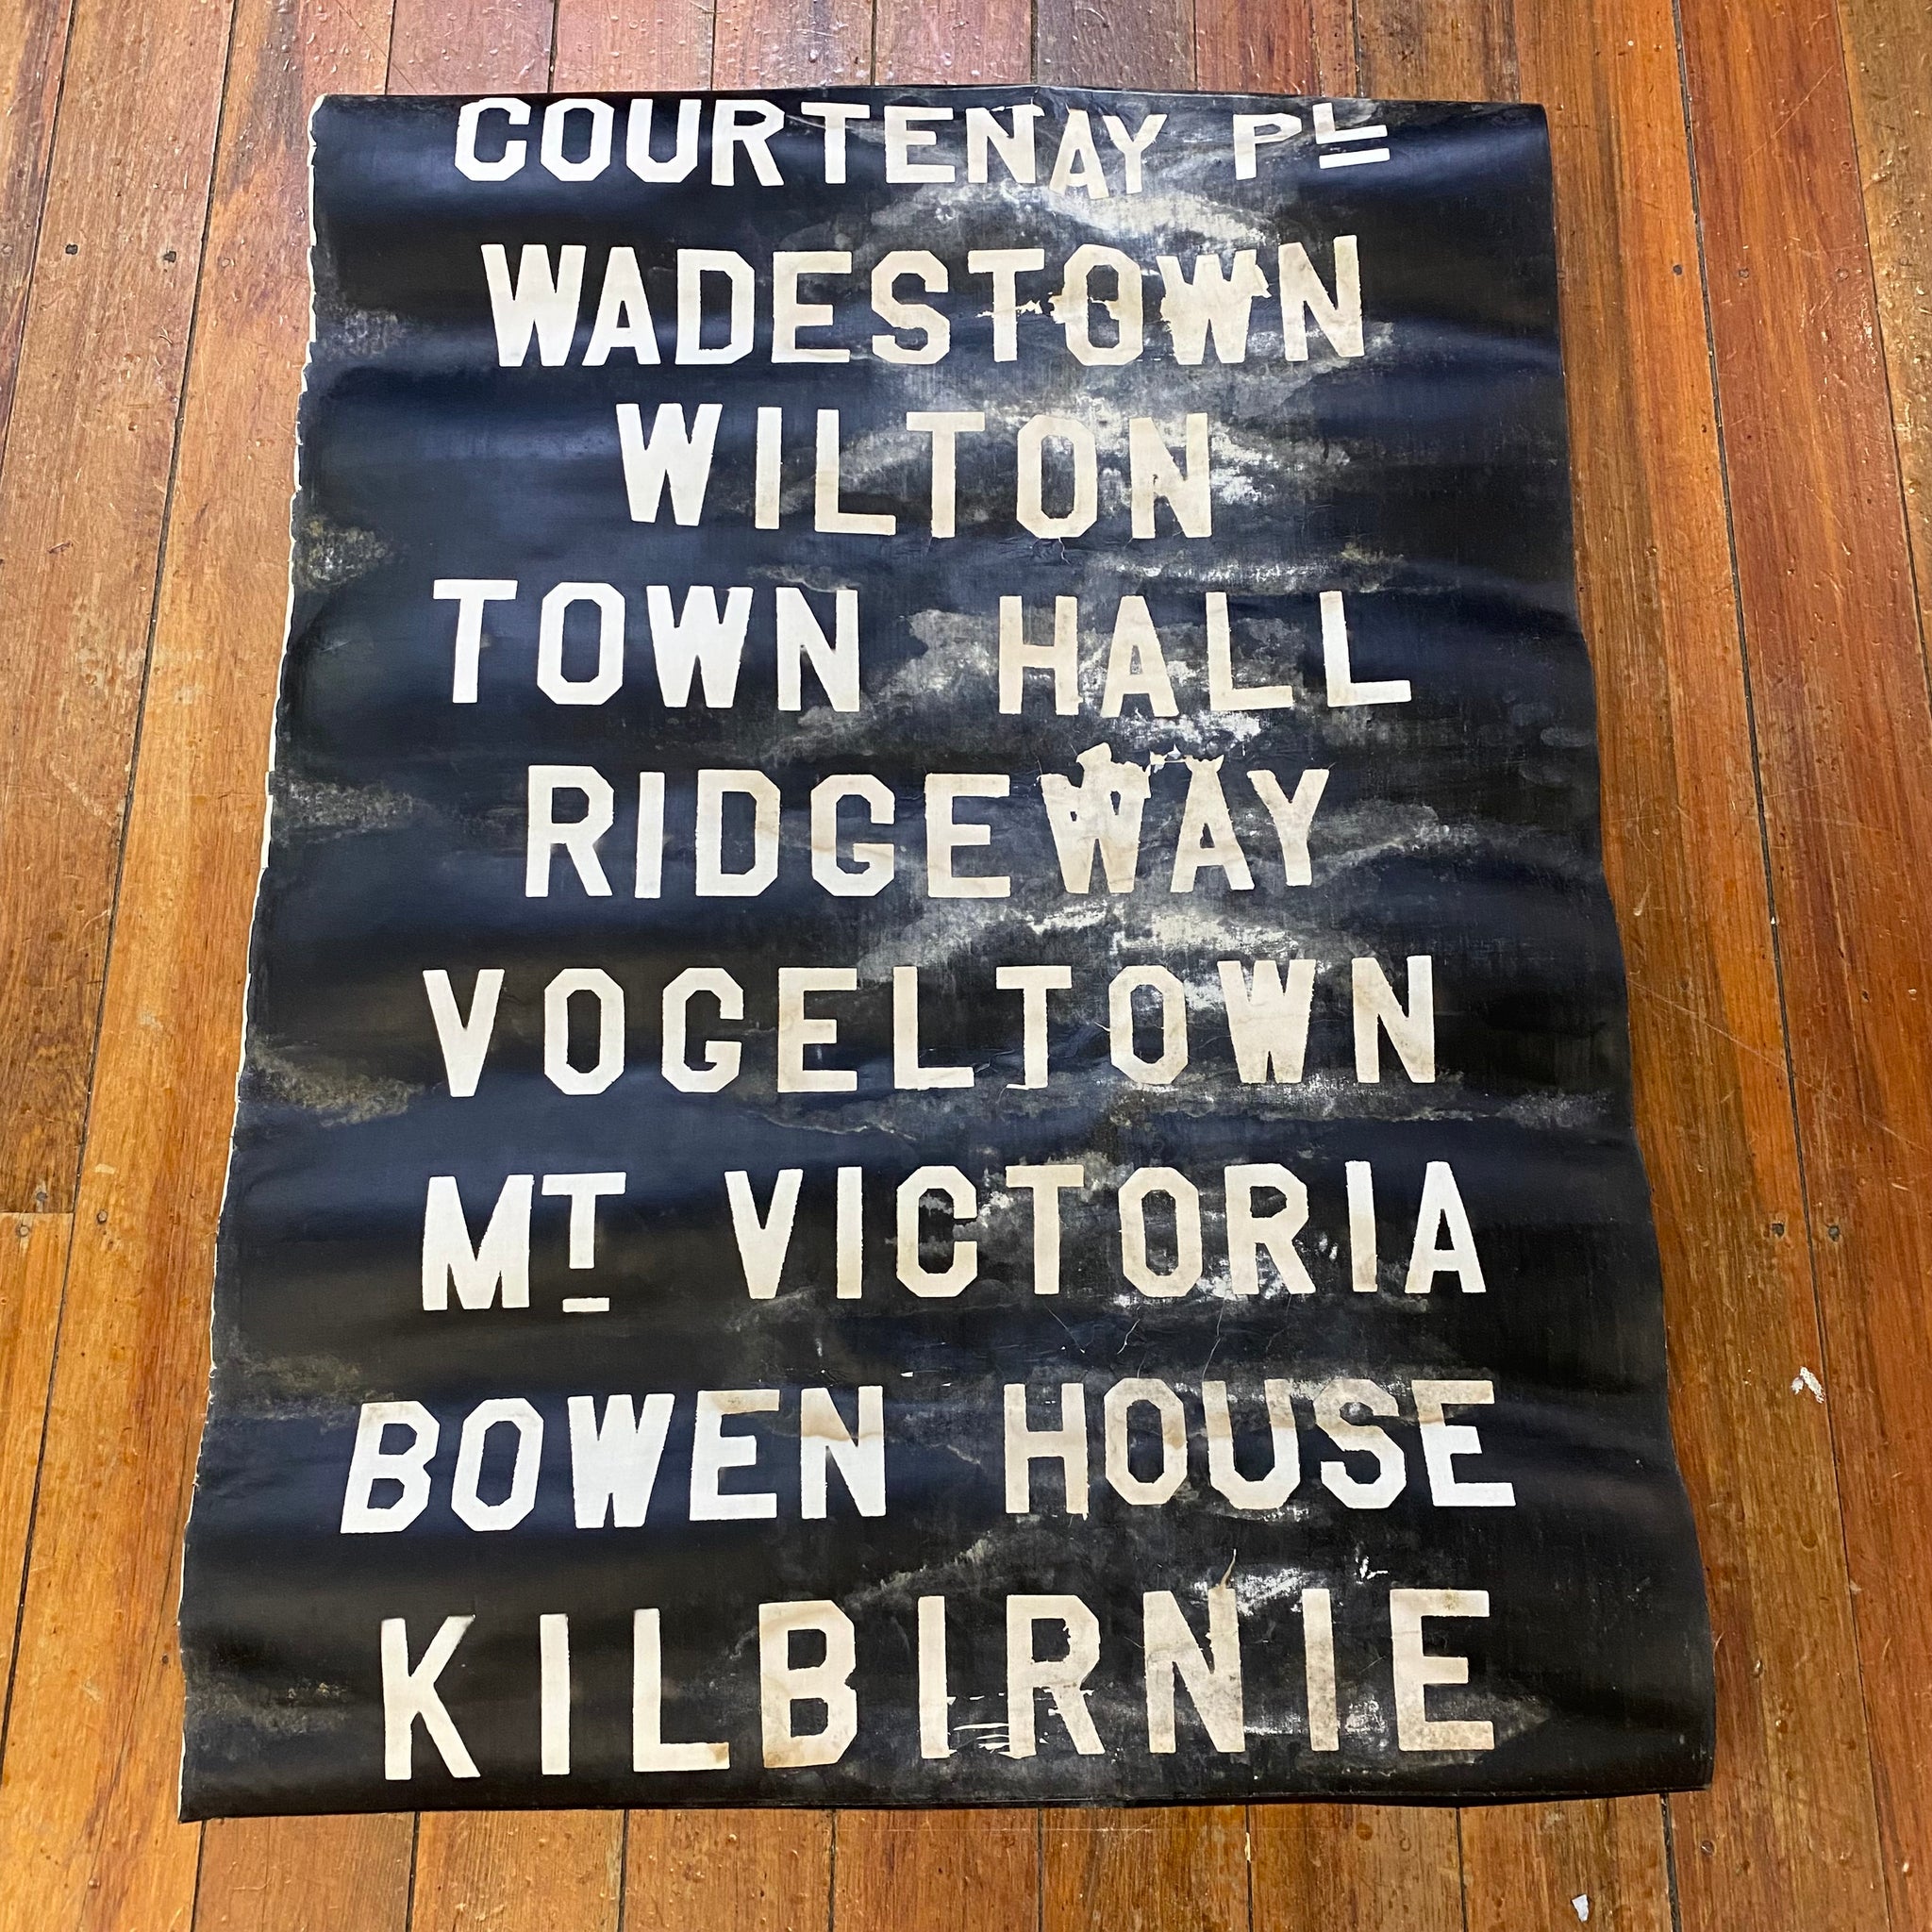 COURTENAY PL
WADESTOWN
WILTON
TOWN HALL
RIDGEWAY
VOGELTOWN
MT VICTORIA
BOWEN HOUSE
KILBIRNIE